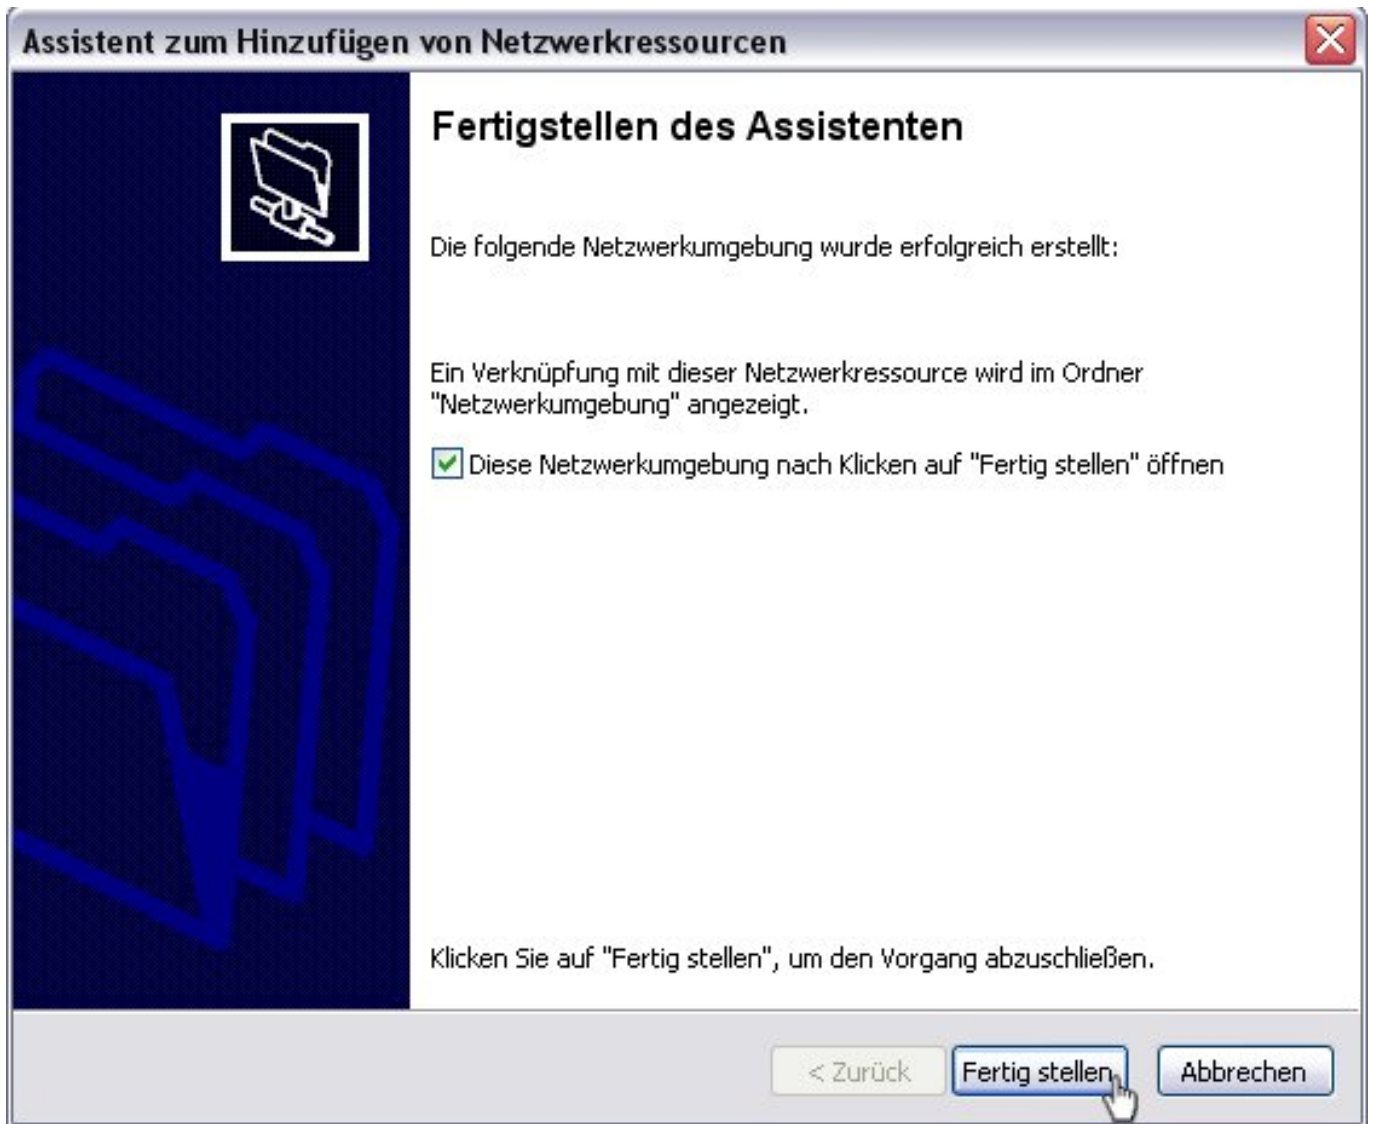 Assistent zum Hinzufügen von Netzwerkressourcen
Fertigstellen des Assistenten
Die folgende Netzwerkumgebung wurde erfolgreich erstellt:
Ein Verknüpfung mit dieser Netzwerkressource wird im Ordner
"Netzwerkumgebung" angezeigt.
Diese Netzwerkumgebung nach Klicken auf "Fertig stellen" öffnen
Klicken Sie auf "Fertig stellen", um den Vorgang abzuschließen.
< Zurück Fertig stellen Abbrechen